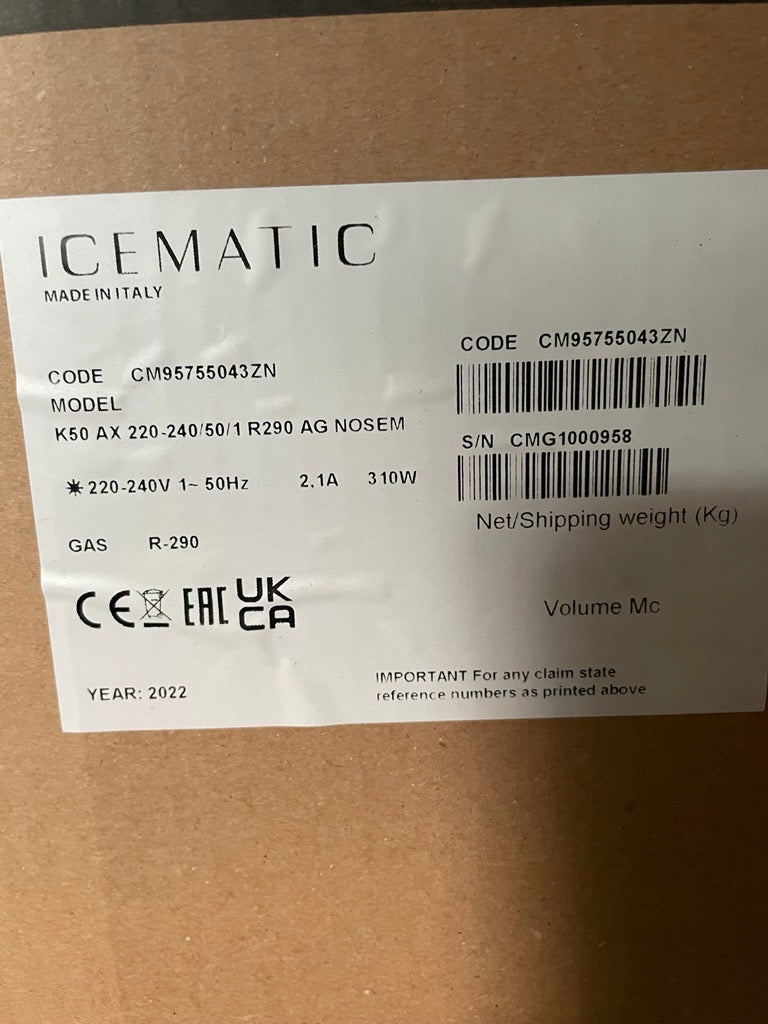 ICEMATIC
MADE IN ITALY
CODE CM95755043ZN
MODEL
K50 AX 220-240/50/1 R290 AG NOSEM
220-240V 1~ 50Hz 2,1A 310W
GAS R-290
CE EAC UK
CA
YEAR: 2022
CODE CM95755043ZN
S/N CMG1000958
Net/Shipping weight (Kg)
Volume Mc
IMPORTANT For any claim state
reference numbers as printed above